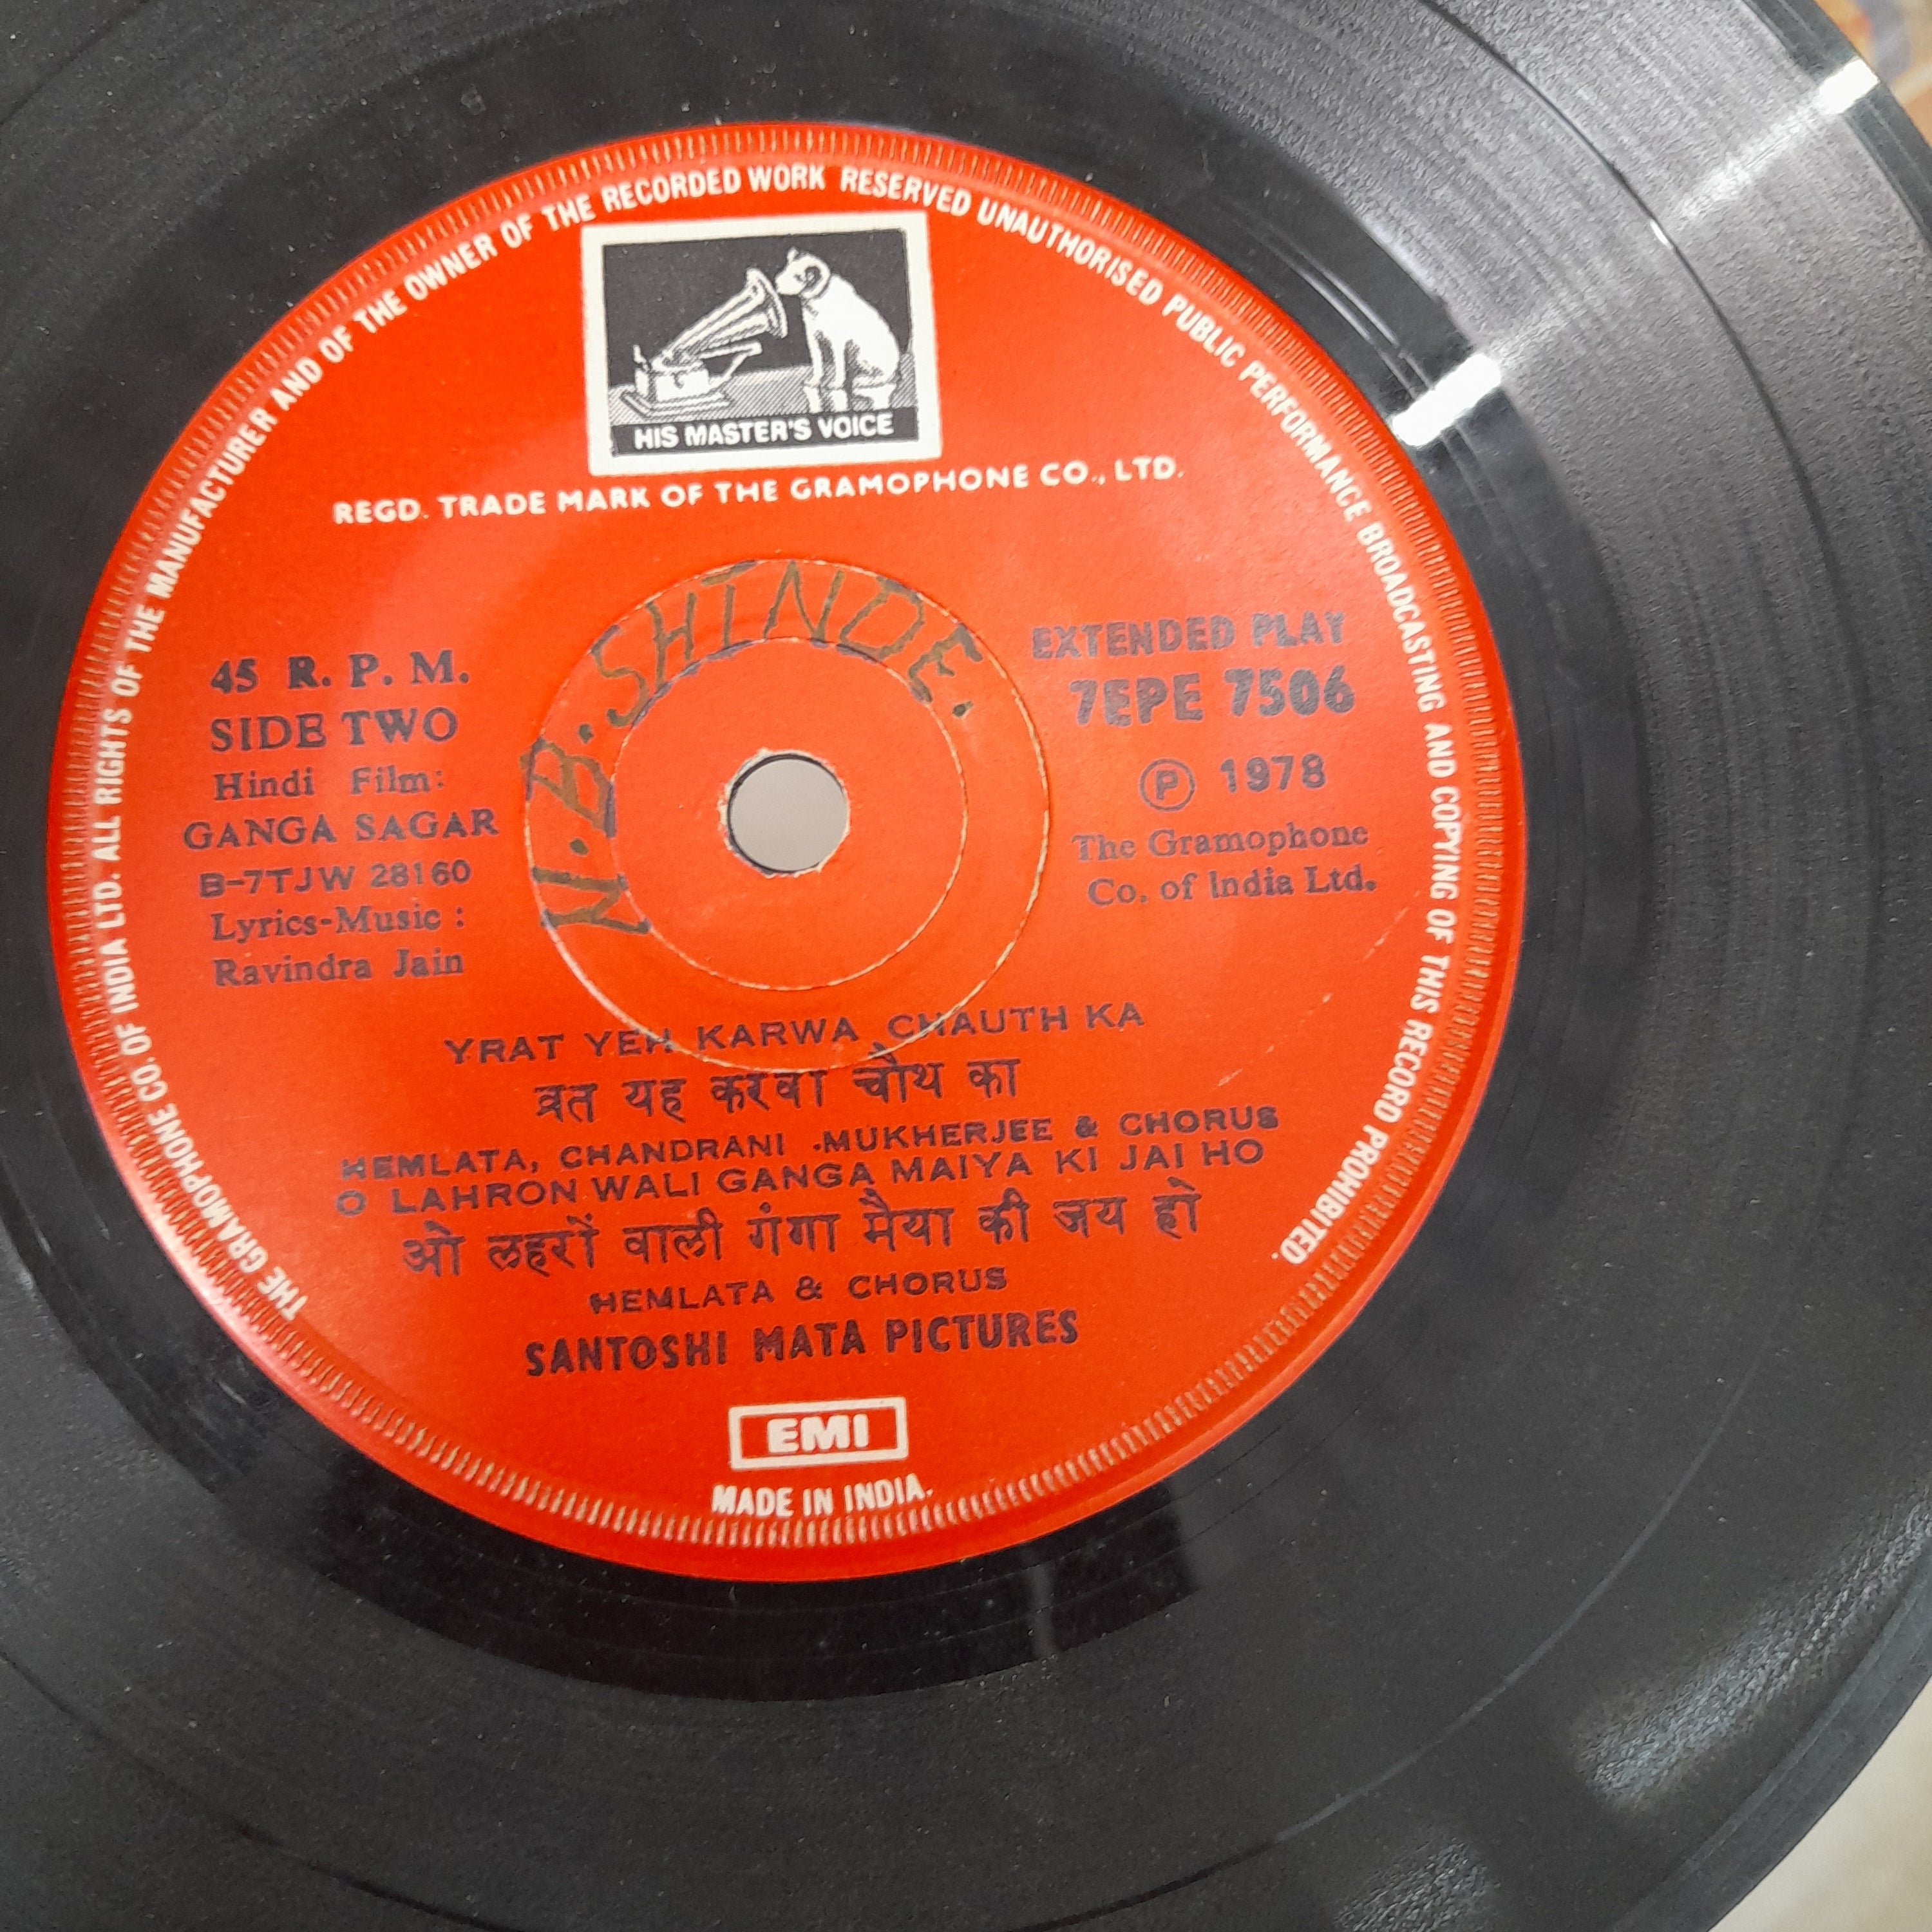 THE GRAMOPHONE CO. OF INDIA LTD. ALL RIGHTS OF THE MANUFACTURER AND OF THE OWNER OF THE RECORDED WORK RESERVED UNAUTHORISED PUBLIC PERFORMANCE BROADCASTING AND COPYING OF THIS RECORD PROHIBITED.
HIS MASTER'S VOICE
REGD. TRADE MARK OF THE GRAMOPHONE CO., LTD.
N.B.SHINDE.
45 R. P. M.
SIDE TWO
Hindi Film:
GANGA SAGAR
B-7TJW 28160
Lyrics-Music :
Ravindra Jain
EXTENDED PLAY
7EPE 7506
Ⓟ 1978
The Gramophone
Co. of India Ltd.
YRAT YEH KARWA CHAUTH KA
व्रत यह करवा चौथ का
HEMLATA, CHANDRANI .MUKHERJEE & CHORUS
O LAHRON WALI GANGA MAIYA KI JAI HO
ओ लहरों वाली गंगा मैया की जय हो
HEMLATA & CHORUS
SANTOSHI MATA PICTURES
EMI
MADE IN INDIA.